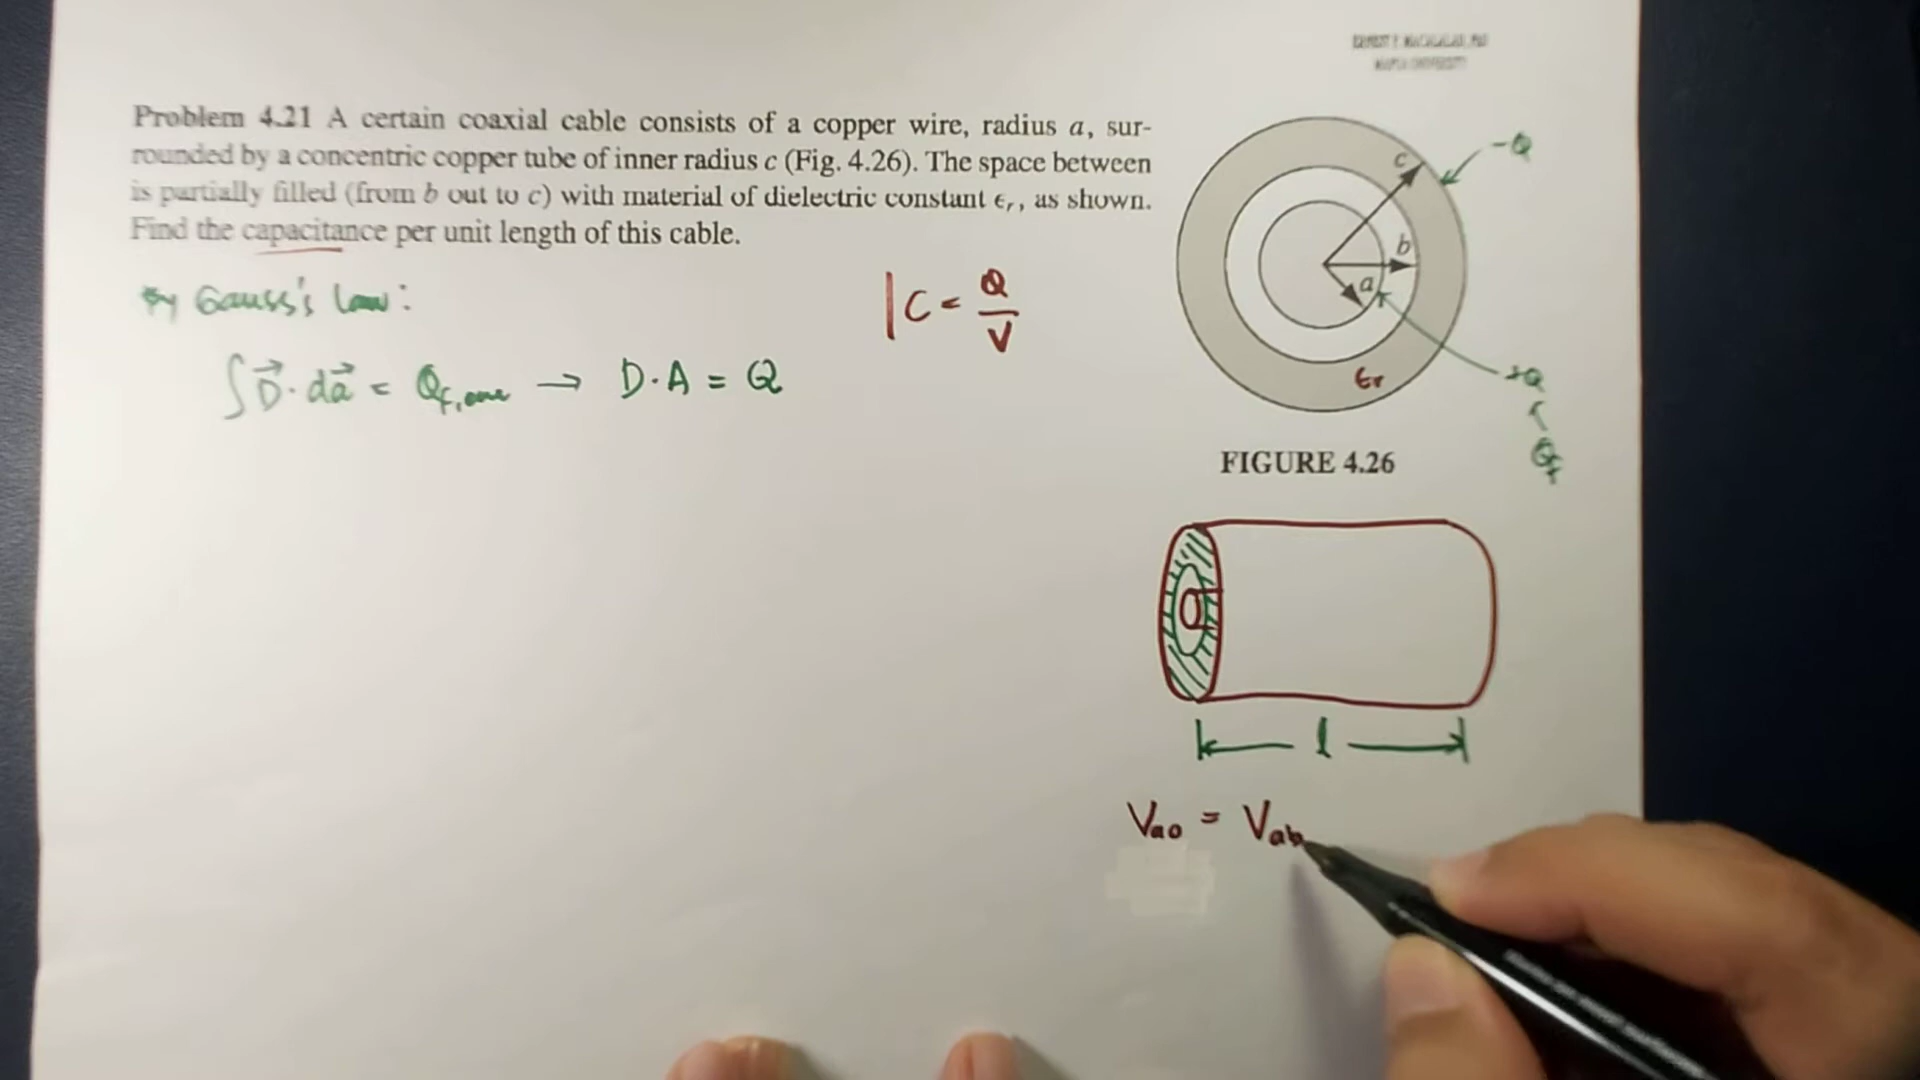 Problem 4.21 A certain coaxial cable consists of a copper wire, radius a, sur-
rounded by a concentric copper tube of inner radius c (Fig. 4.26). The space between
is partially filled (from b out to c) with material of dielectric constant ϵr, as shown.
Find the capacitance per unit length of this cable.
By Gauss's Law:
∫D⃗·da⃗ = Qf,enc → D·A = Q
C = Q/V
c
b
a
-Q
+Q
Qf
ϵr
FIGURE 4.26
l
Vao = Vab